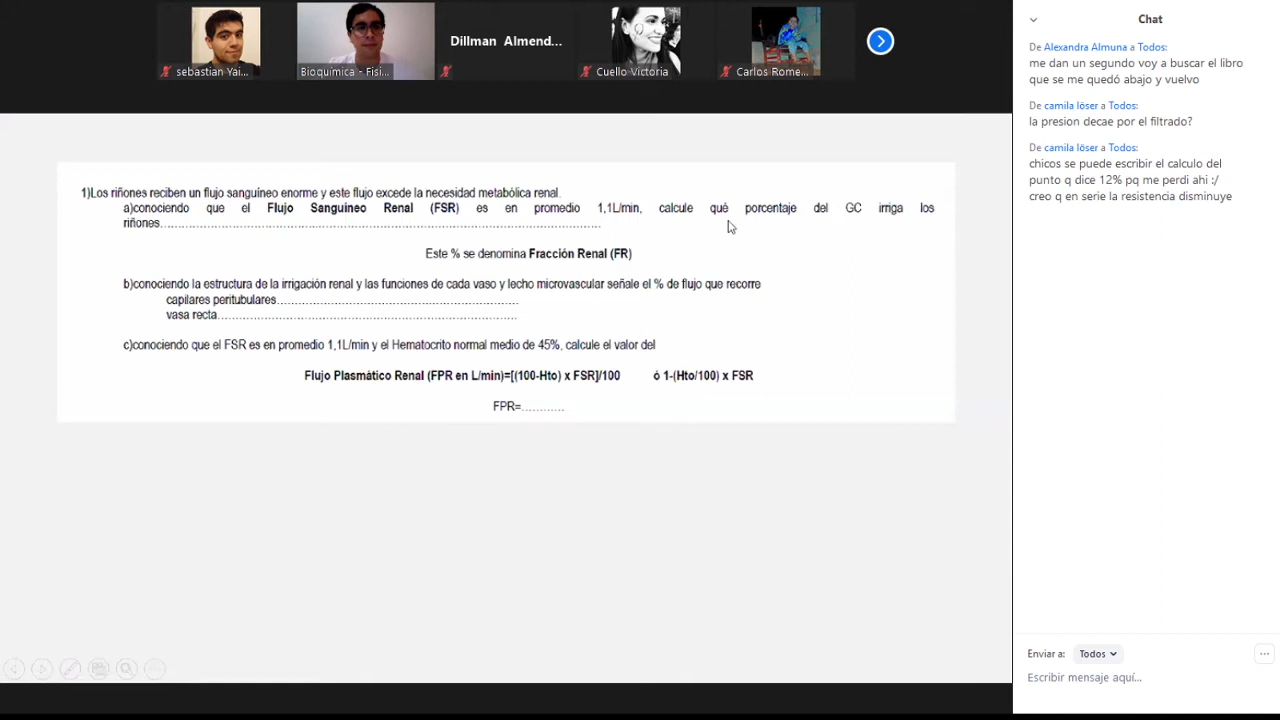 sebastian Yai...
Bioquímica - Fisi...
Dillman Almend...
Cuello Victoria
Carlos Rome...
1)Los riñones reciben un flujo sanguíneo enorme y este flujo excede la necesidad metabólica renal.
a)conociendo que el Flujo Sanguíneo Renal (FSR) es en promedio 1,1L/min, calcule qué porcentaje del GC irriga los
riñones.................................................................................................................
Este % se denomina Fracción Renal (FR)
b)conociendo la estructura de la irrigación renal y las funciones de cada vaso y lecho microvascular señale el % de flujo que recorre
capilares peritubulares..............................................................................
vasa recta.................................................................................................
c)conociendo que el FSR es en promedio 1,1L/min y el Hematocrito normal medio de 45%, calcule el valor del
Flujo Plasmático Renal (FPR en L/min)=[(100-Hto) x FSR]/100 ó 1-(Hto/100) x FSR
FPR=............
Chat
De Alexandra Almuna a Todos:
me dan un segundo voy a buscar el libro
que se me quedó abajo y vuelvo
De camila löser a Todos:
la presion decae por el filtrado?
De camila löser a Todos:
chicos se puede escribir el calculo del
punto q dice 12% pq me perdi ahi :/
creo q en serie la resistencia disminuye
Enviar a: Todos
Escribir mensaje aquí...